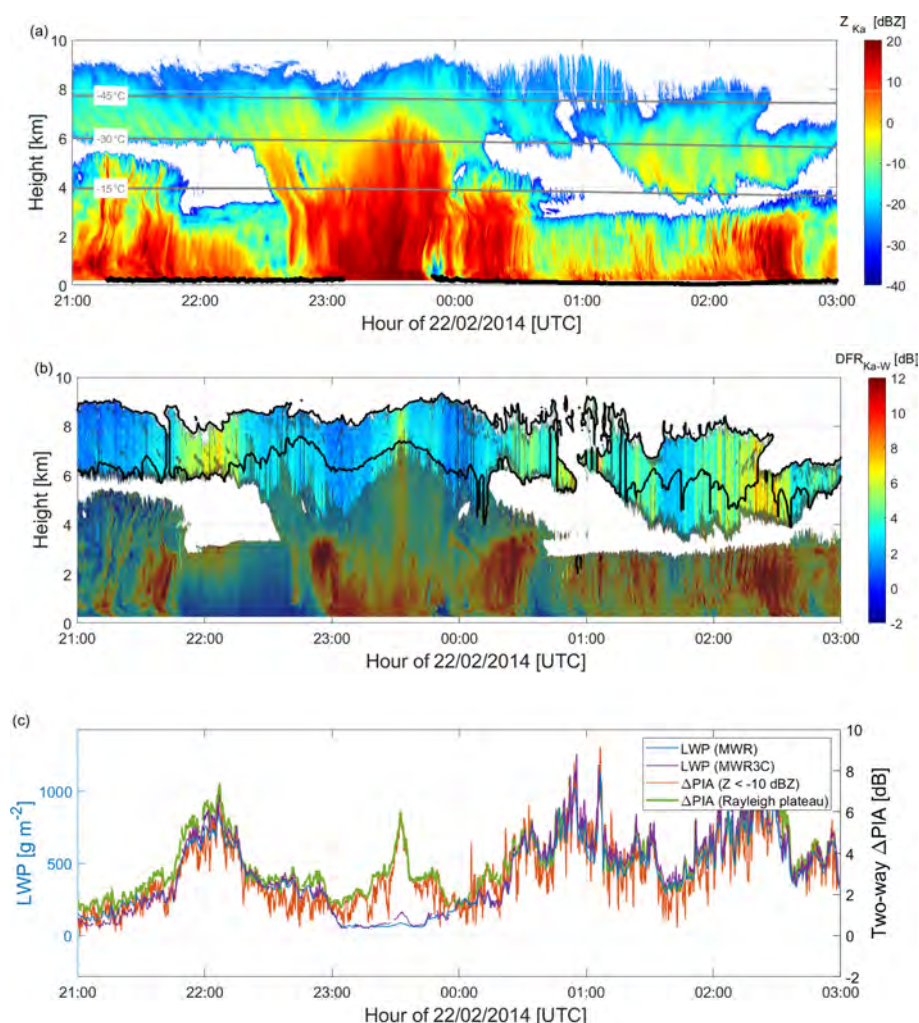 (a)
Z Ka [dBZ]
10
8
6
4
2
0
Height [km]
-45°C
-30°C
-15°C
20
10
0
-10
-20
-30
-40
21:00 22:00 23:00 00:00 01:00 02:00 03:00
Hour of 22/02/2014 [UTC]
(b)
DFR Ka-W [dB]
10
8
6
4
2
0
Height [km]
12
10
8
6
4
2
0
-2
21:00 22:00 23:00 00:00 01:00 02:00 03:00
Hour of 22/02/2014 [UTC]
(c)
LWP [g m-2]
1000
500
0
LWP (MWR)
LWP (MWR3C)
ΔPIA (Z < -10 dBZ)
ΔPIA (Rayleigh plateau)
10
8
6
4
2
0
-2
Two-way ΔPIA [dB]
21:00 22:00 23:00 00:00 01:00 02:00 03:00
Hour of 22/02/2014 [UTC]